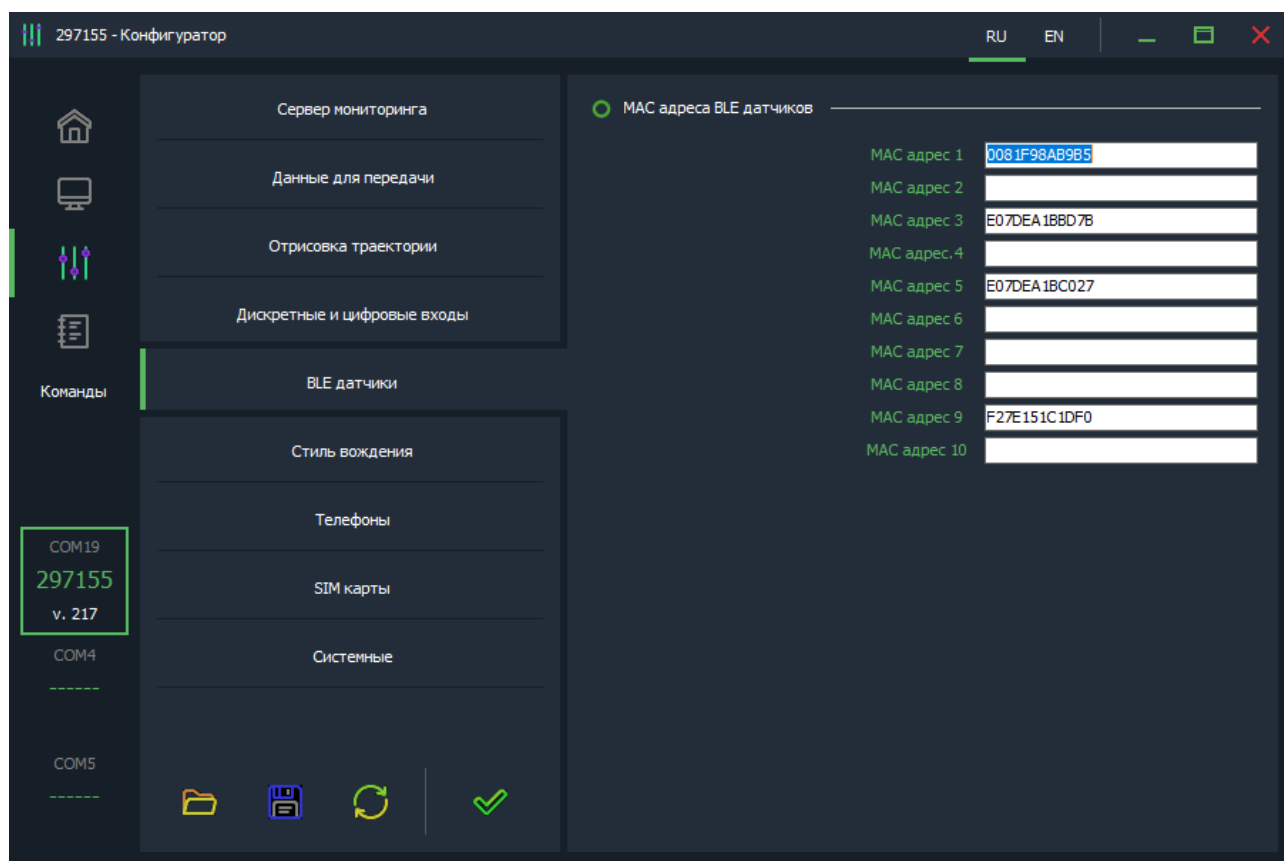 297155 - Конфигуратор
RU EN
Сервер мониторинга
Данные для передачи
Отрисовка траектории
Дискретные и цифровые входы
BLE датчики
Стиль вождения
Телефоны
SIM карты
Системные
Команды
COM19
297155
v. 217
COM4
------
COM5
------
MAC адреса BLE датчиков
MAC адрес 1 0081F98AB9B5
MAC адрес 2
MAC адрес 3 E07DEA1BBD7B
MAC адрес.4
MAC адрес 5 E07DEA1BC027
MAC адрес 6
MAC адрес 7
MAC адрес 8
MAC адрес 9 F27E151C1DF0
MAC адрес 10